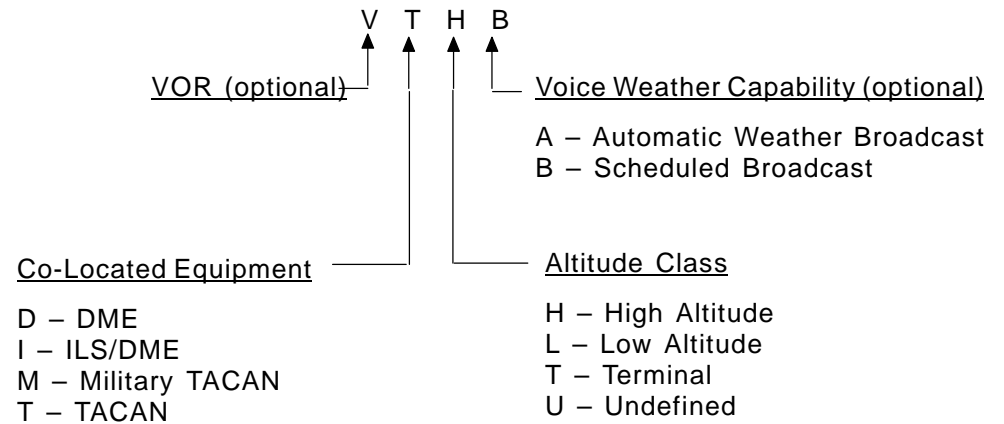 V T H B
VOR (optional)
Voice Weather Capability (optional)
A – Automatic Weather Broadcast
B – Scheduled Broadcast
Co-Located Equipment
D – DME
I – ILS/DME
M – Military TACAN
T – TACAN
Altitude Class
H – High Altitude
L – Low Altitude
T – Terminal
U – Undefined